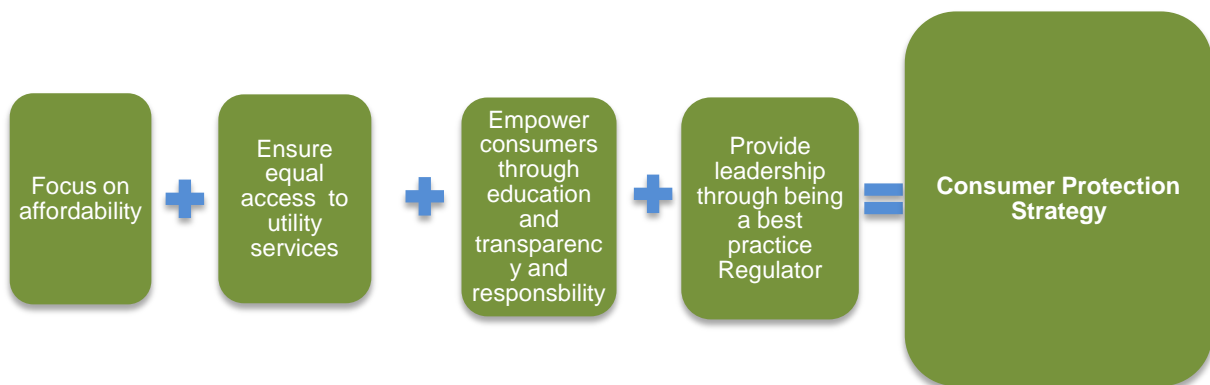 Focus on
affordability
Ensure
equal
access to
utility
services
Empower
consumers
through
education
and
transparenc
y and
responsbility
Provide
leadership
through being
a best
practice
Regulator
Consumer Protection
Strategy